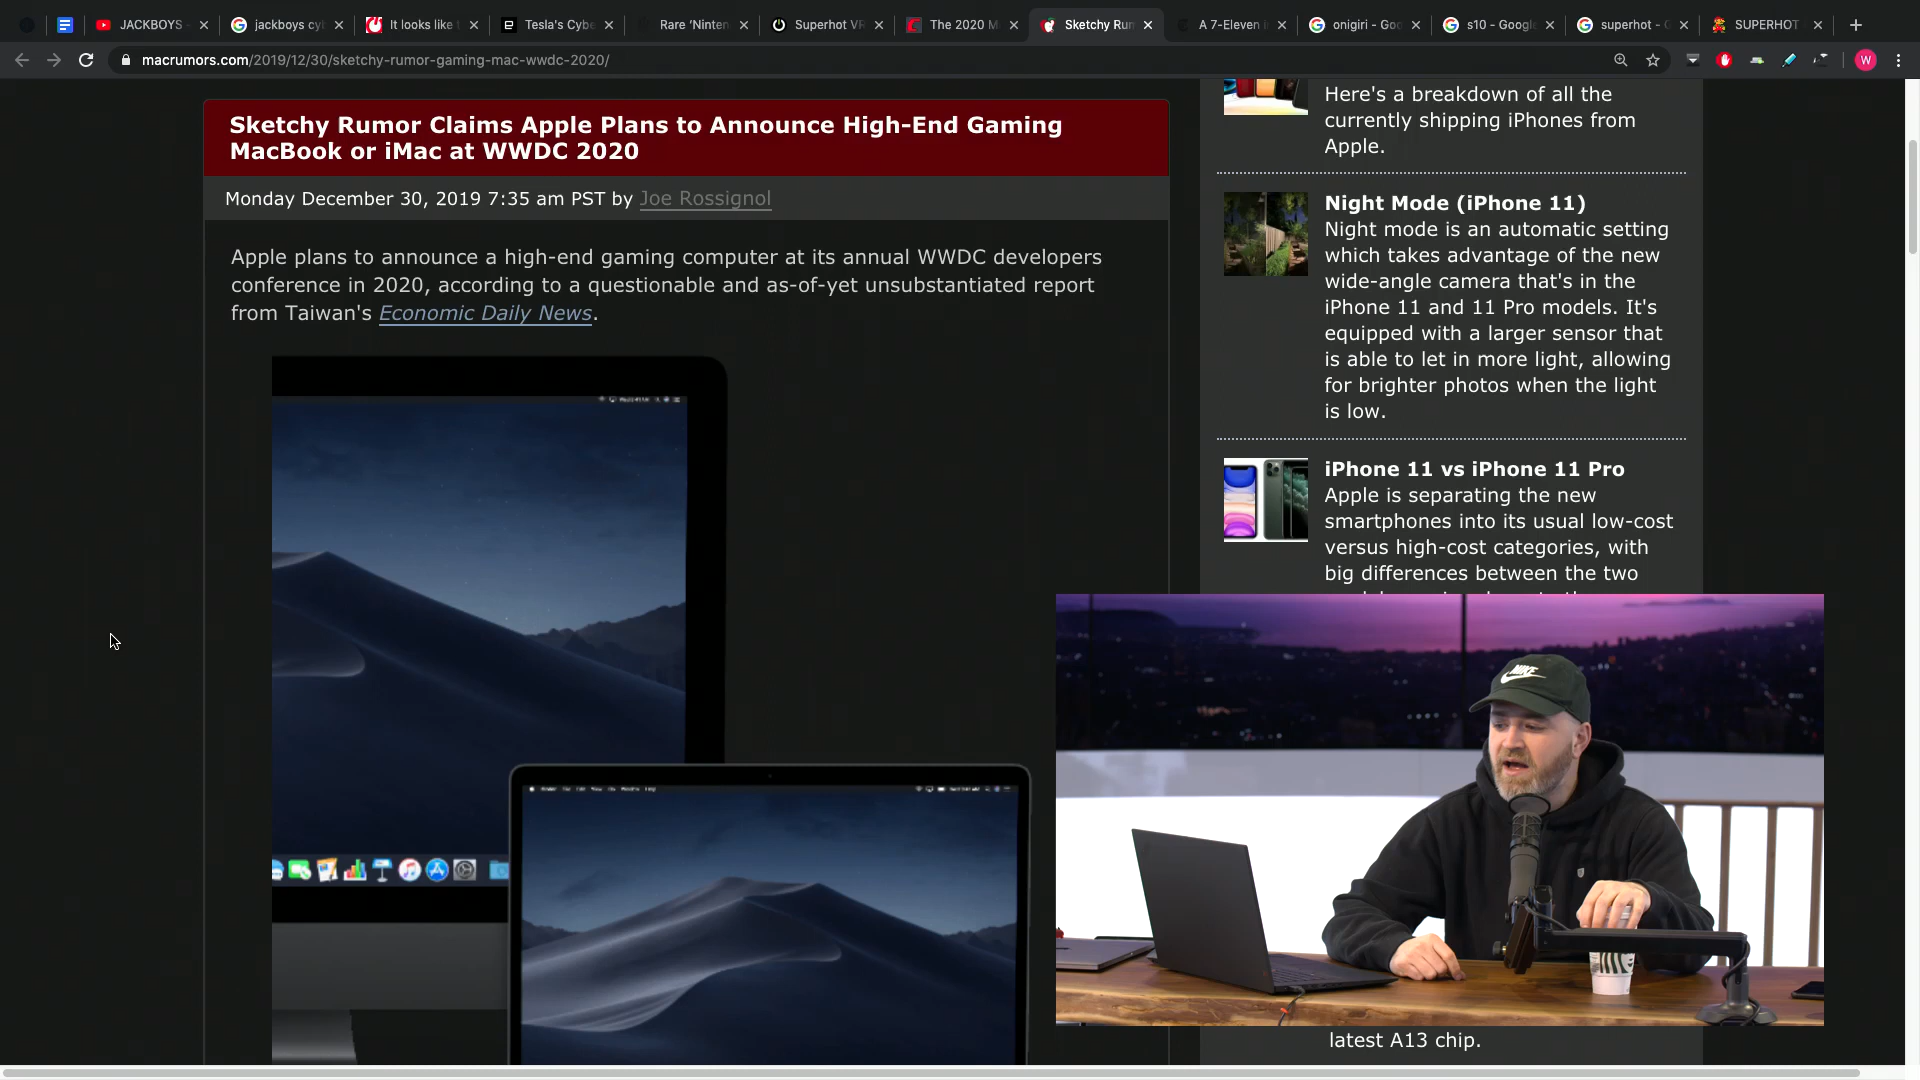 JACKBOYS -
jackboys cy
It looks like
Tesla's Cybe
Rare ‘Ninten
Superhot VR
The 2020 M
Sketchy Rum
A 7-Eleven i
onigiri - Goo
s10 - Google
superhot -
SUPERHOT
macrumors.com/2019/12/30/sketchy-rumor-gaming-mac-wwdc-2020/
W
Sketchy Rumor Claims Apple Plans to Announce High-End Gaming
MacBook or iMac at WWDC 2020
Monday December 30, 2019 7:35 am PST by Joe Rossignol
Apple plans to announce a high-end gaming computer at its annual WWDC developers
conference in 2020, according to a questionable and as-of-yet unsubstantiated report
from Taiwan's Economic Daily News.
Here's a breakdown of all the
currently shipping iPhones from
Apple.
Night Mode (iPhone 11)
Night mode is an automatic setting
which takes advantage of the new
wide-angle camera that's in the
iPhone 11 and 11 Pro models. It's
equipped with a larger sensor that
is able to let in more light, allowing
for brighter photos when the light
is low.
iPhone 11 vs iPhone 11 Pro
Apple is separating the new
smartphones into its usual low-cost
versus high-cost categories, with
big differences between the two
NIKE
latest A13 chip.